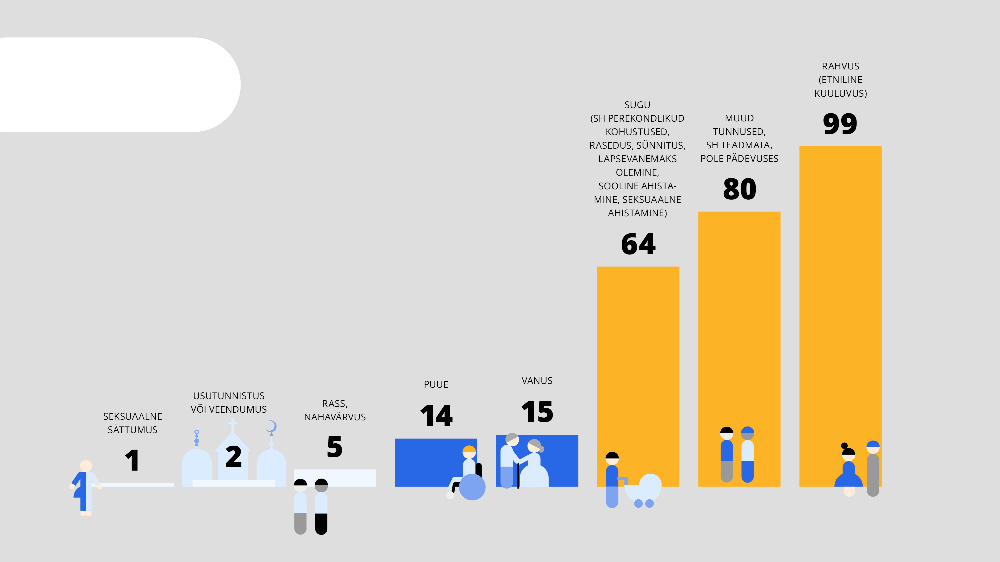 SEKSUAALNE
SÄTTUMUS
1
USUTUNNISTUS
VÕI VEENDUMUS
2
RASS,
NAHAVÄRVUS
5
PUUE
14
VANUS
15
SUGU
(SH PEREKONDLIKUD
KOHUSTUSED,
RASEDUS, SÜNNITUS,
LAPSEVANEMAKS
OLEMINE,
SOOLINE AHISTA-
MINE, SEKSUAALNE
AHISTAMINE)
64
MUUD
TUNNUSED,
SH TEADMATA,
POLE PÄDEVUSES
80
RAHVUS
(ETNILINE
KUULUVUS)
99